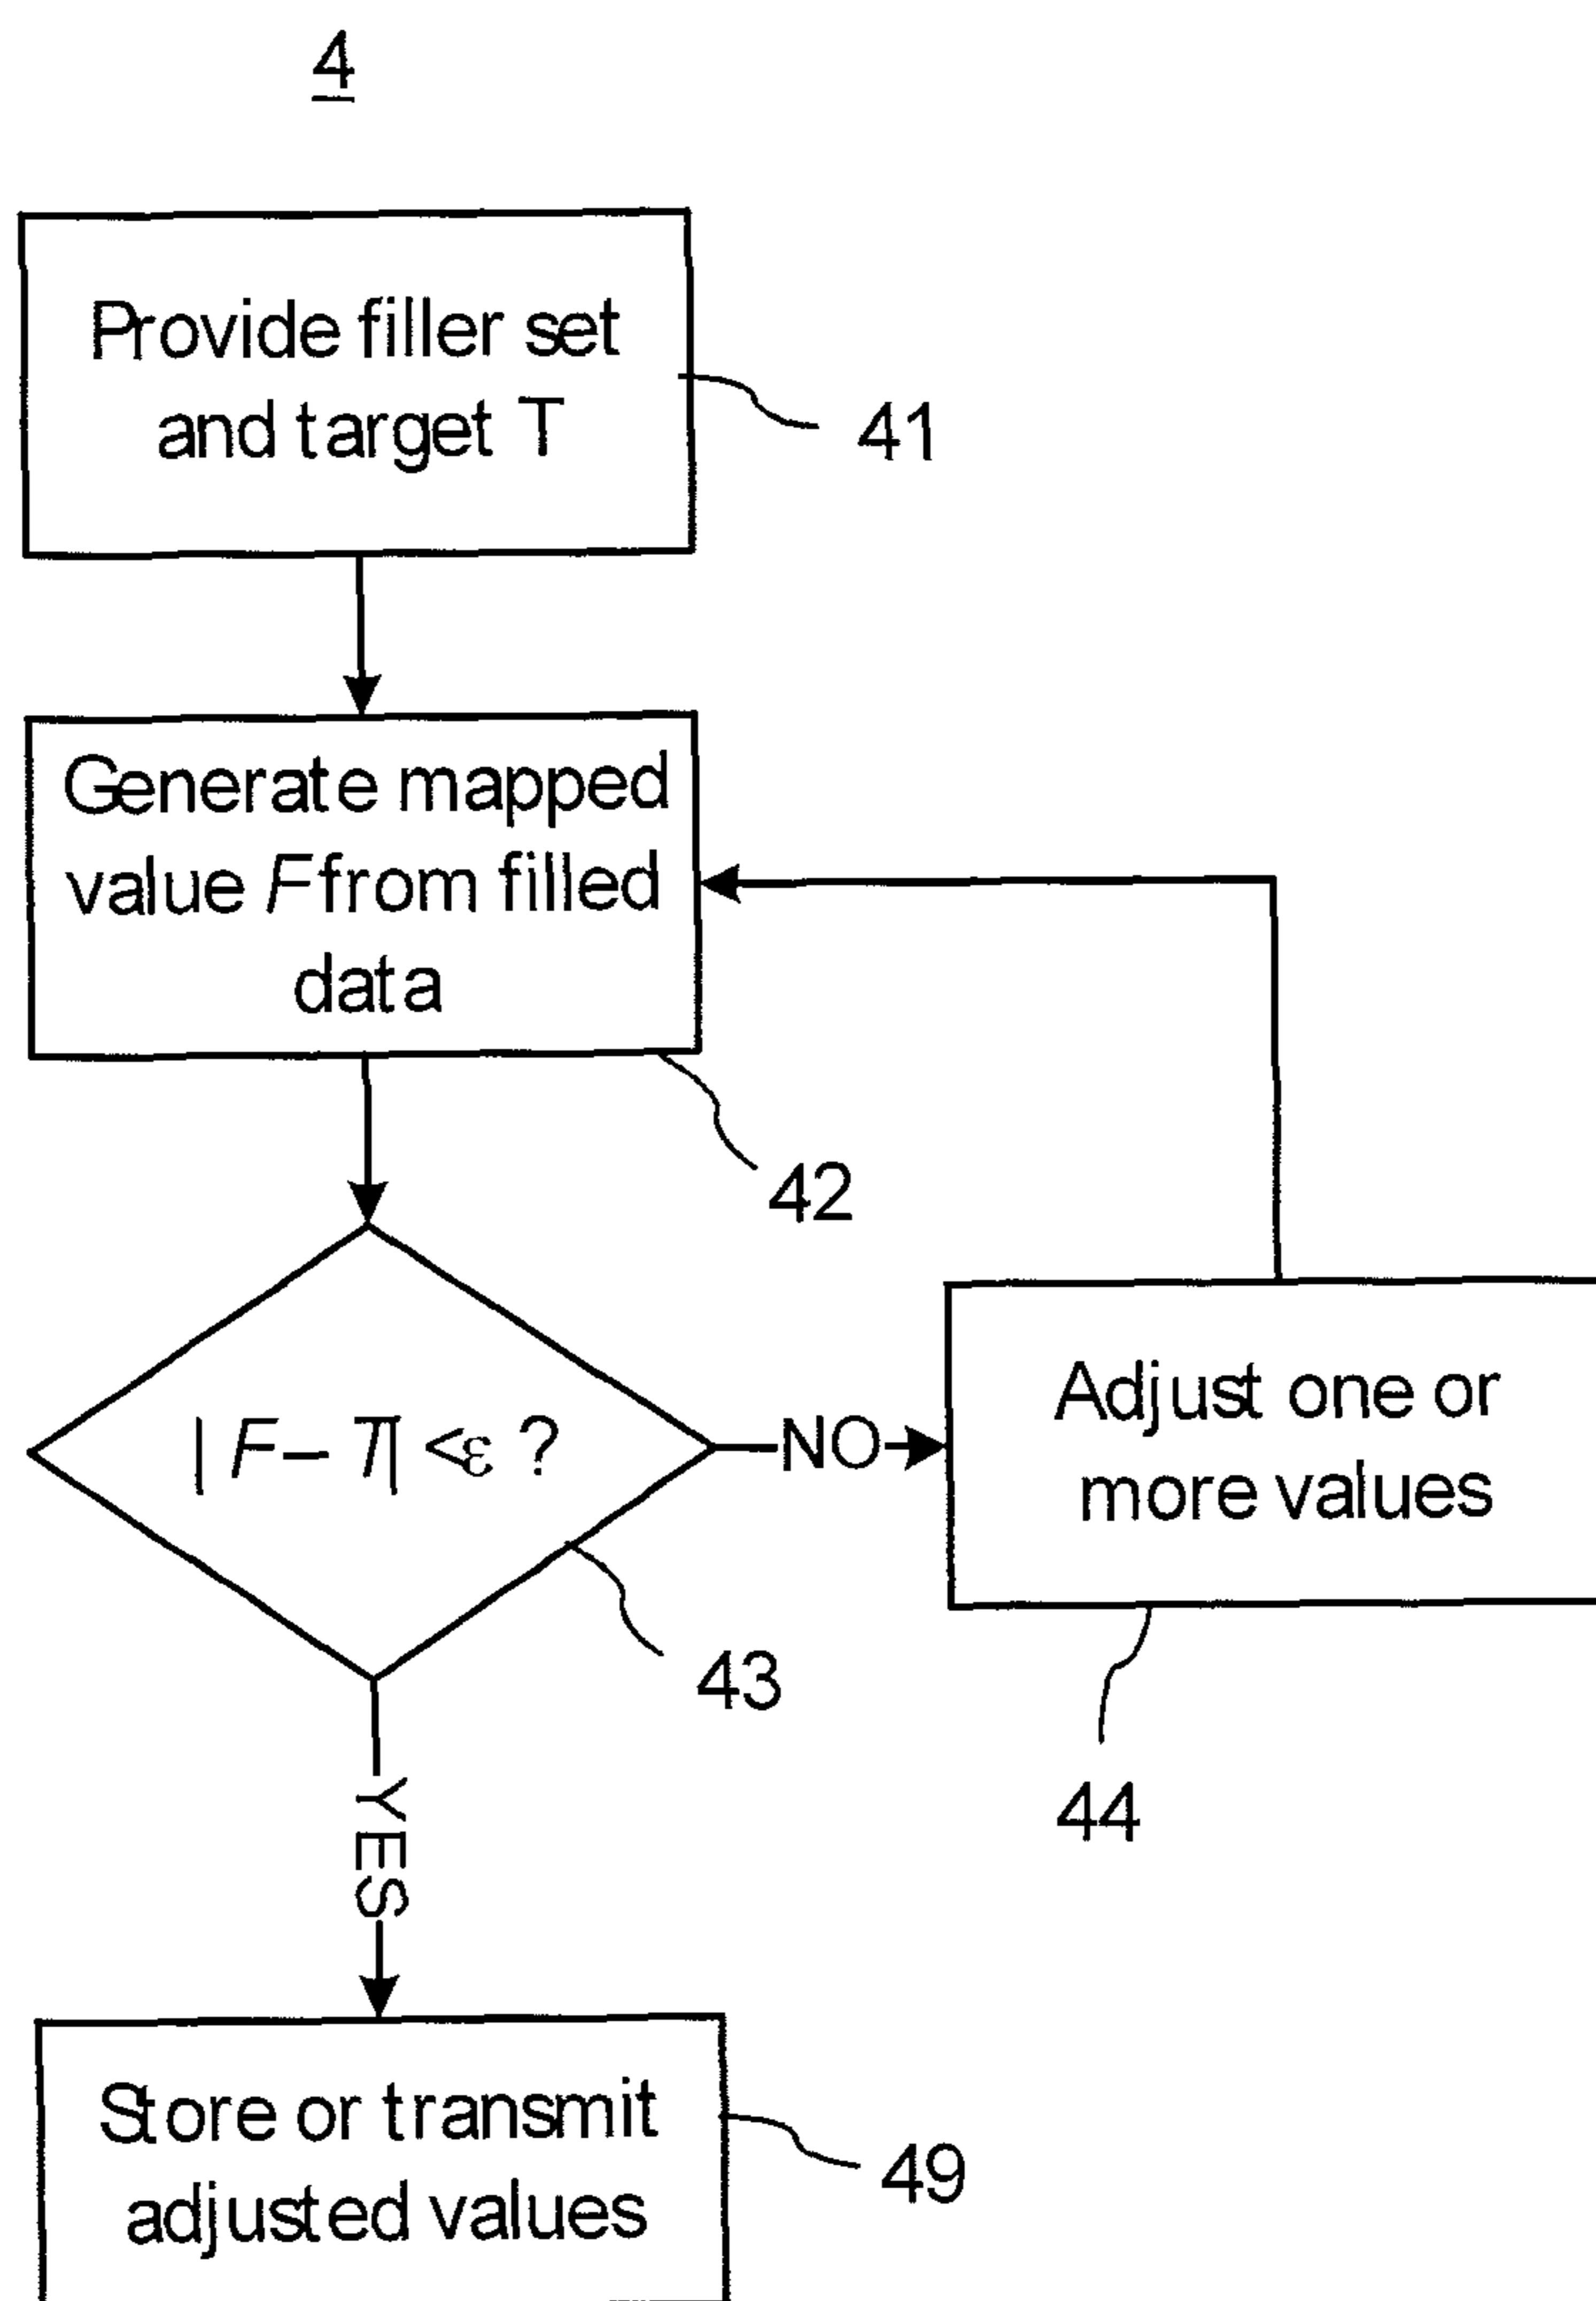 4
Provide filler set
and target T
41
Generate mapped
value F from filled
data
42
| F – T| <ε ?
NO
Adjust one or
more values
43
44
YES
Store or transmit
adjusted values
49